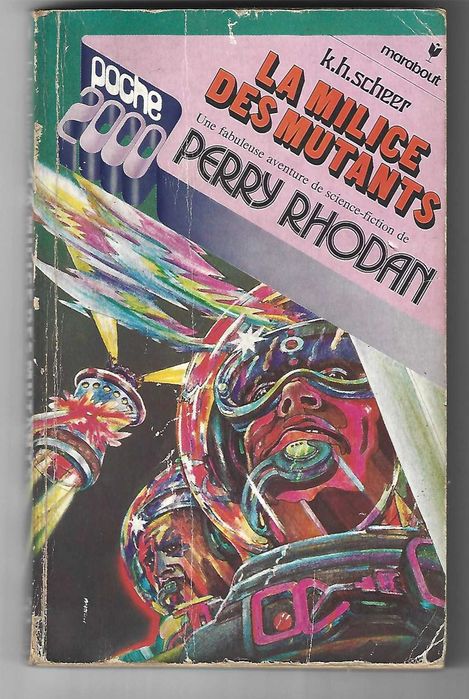 marabout
k.h.scheer
LA MILICE
DES MUTANTS
Une fabuleuse aventure de science-fiction de
PERRY RHODAN
poche
2000